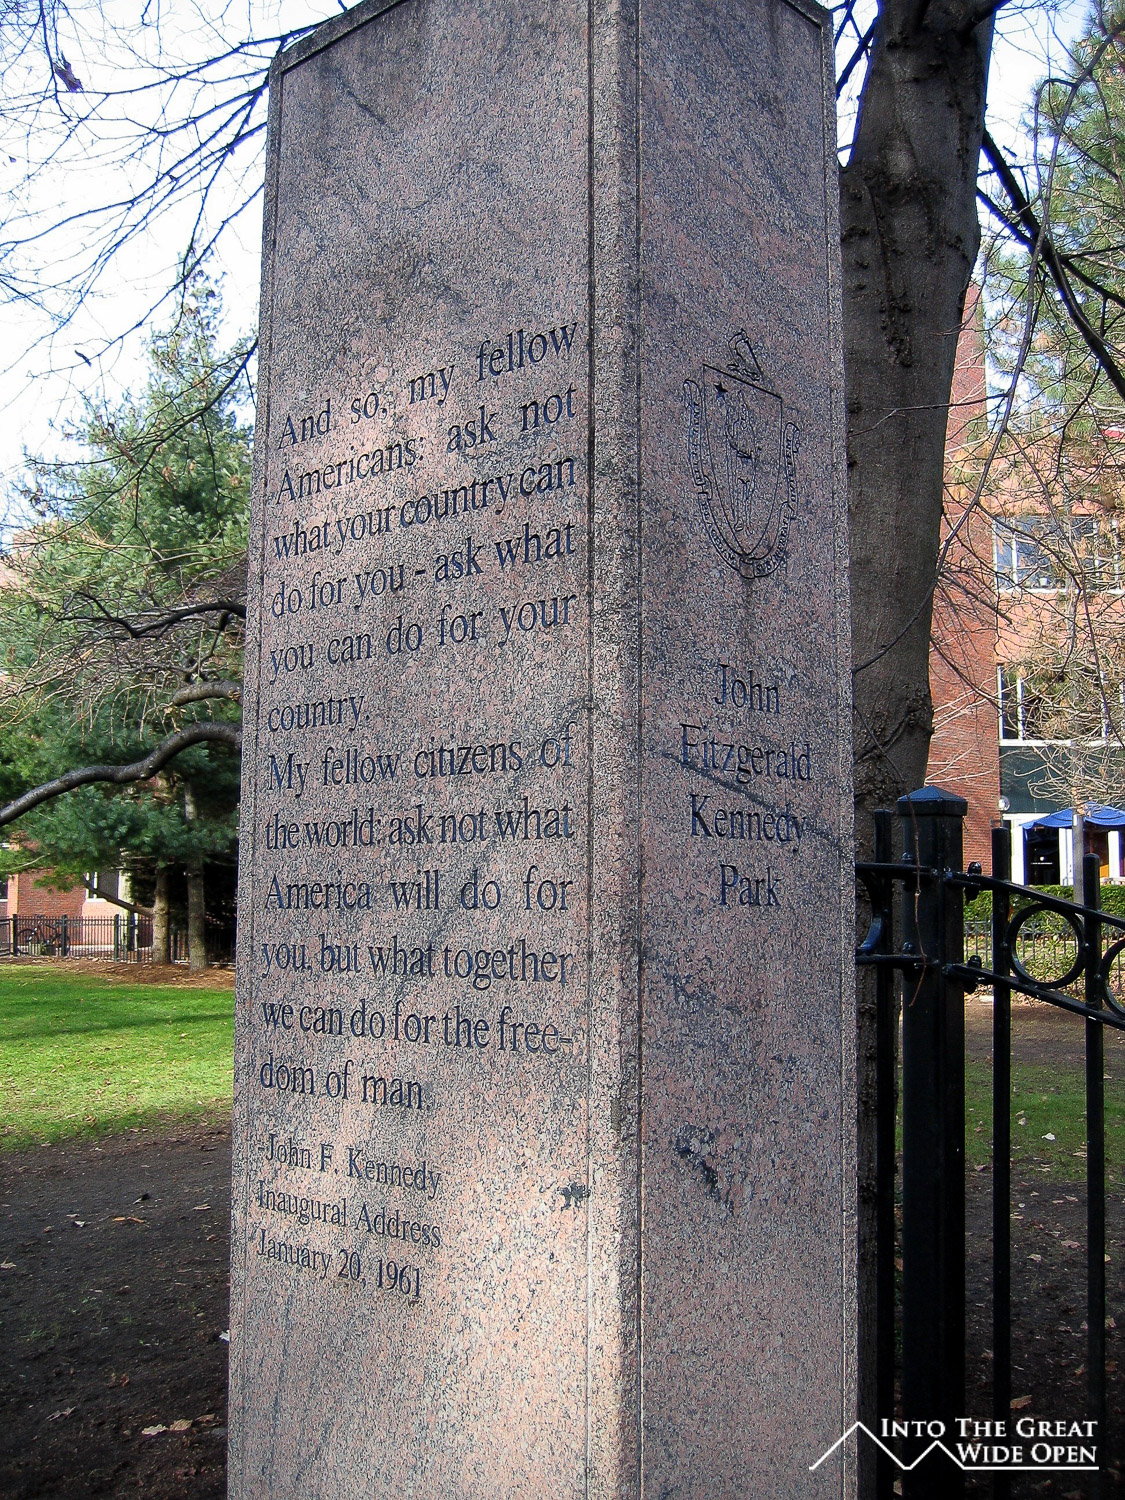 And so, my fellow
Americans: ask not
what your country can
do for you - ask what
you can do for your
country.
My fellow citizens of
the world: ask not what
America will do for
you, but what together
we can do for the free-
dom of man.
-John F. Kennedy
Inaugural Address
January 20, 1961
John
Fitzgerald
Kennedy
Park
INTO THE GREAT
WIDE OPEN